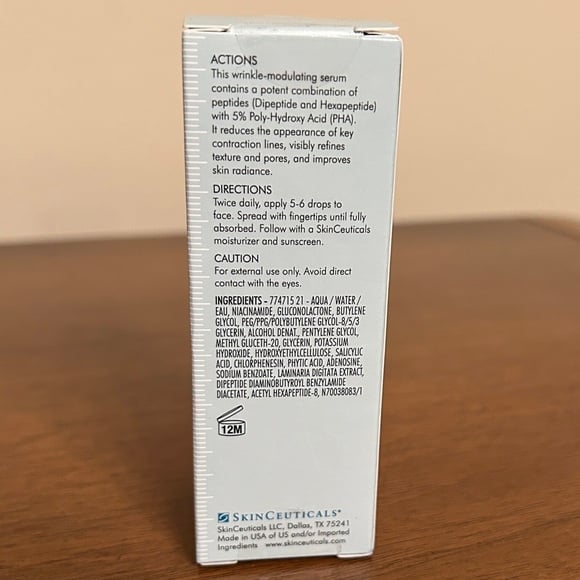 ACTIONS
This wrinkle-modulating serum
contains a potent combination of
peptides (Dipeptide and Hexapeptide)
with 5% Poly-Hydroxy Acid (PHA).
It reduces the appearance of key
contraction lines, visibly refines
texture and pores, and improves
skin radiance.
DIRECTIONS
Twice daily, apply 5-6 drops to
face. Spread with fingertips until fully
absorbed. Follow with a SkinCeuticals
moisturizer and sunscreen.
CAUTION
For external use only. Avoid direct
contact with the eyes.
INGREDIENTS - 774715 21 - AQUA / WATER /
EAU, NIACINAMIDE, GLUCONOLACTONE, BUTYLENE
GLYCOL, PEG/PPG/POLYBUTYLENE GLYCOL-8/5/3
GLYCERIN, ALCOHOL DENAT., PENTYLENE GLYCOL,
METHYL GLUCETH-20, GLYCERIN, POTASSIUM
HYDROXIDE, HYDROXYETHYLCELLULOSE, SALICYLIC
ACID, CHLORPHENESIN, PHYTIC ACID, ADENOSINE,
SODIUM BENZOATE, LAMINARIA DIGITATA EXTRACT,
DIPEPTIDE DIAMINOBUTYROYL BENZYLAMIDE
DIACETATE, ACETYL HEXAPEPTIDE-8, N70038083/1
12M
SKINCEUTICALS®
SkinCeuticals LLC, Dallas, TX 75241
Made in USA of US and/or Imported
Ingredients www.skinceuticals.com